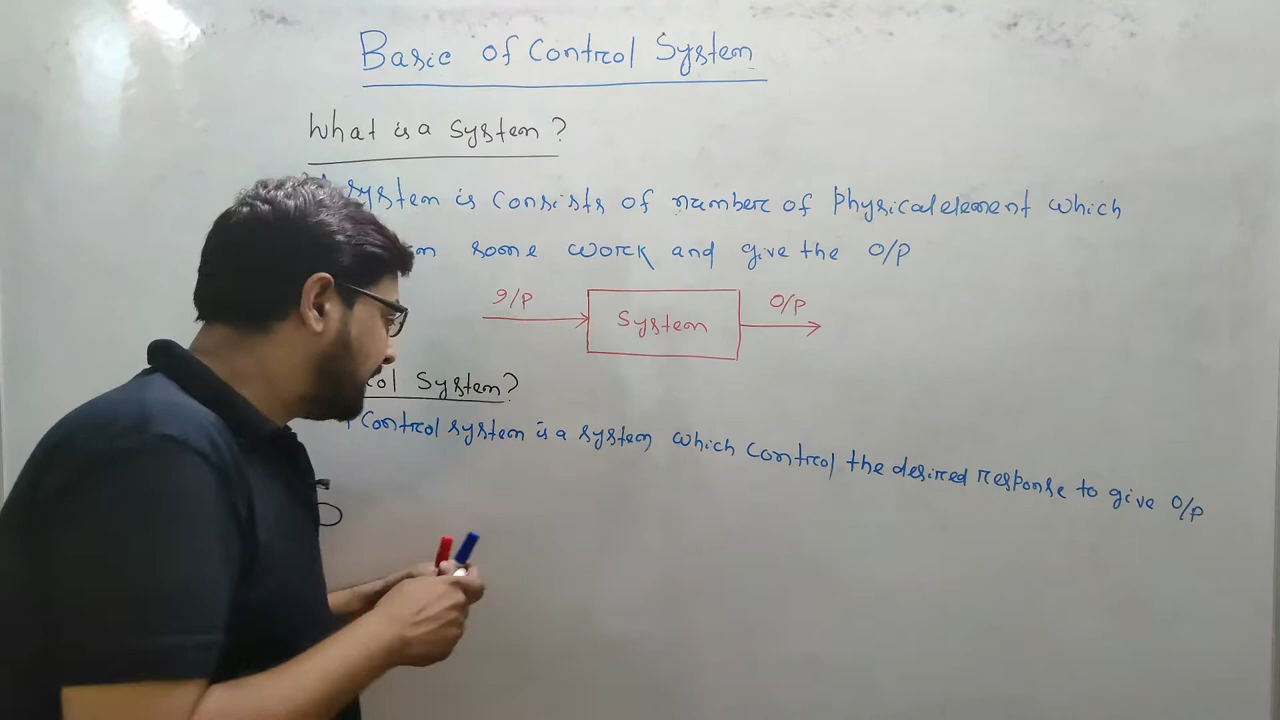 Basic of Control System
What is a System?
System is consists of number of Physical element which
some work and give the O/P
I/P
System
O/P
System?
Control system is a system which control the desired response to give O/P